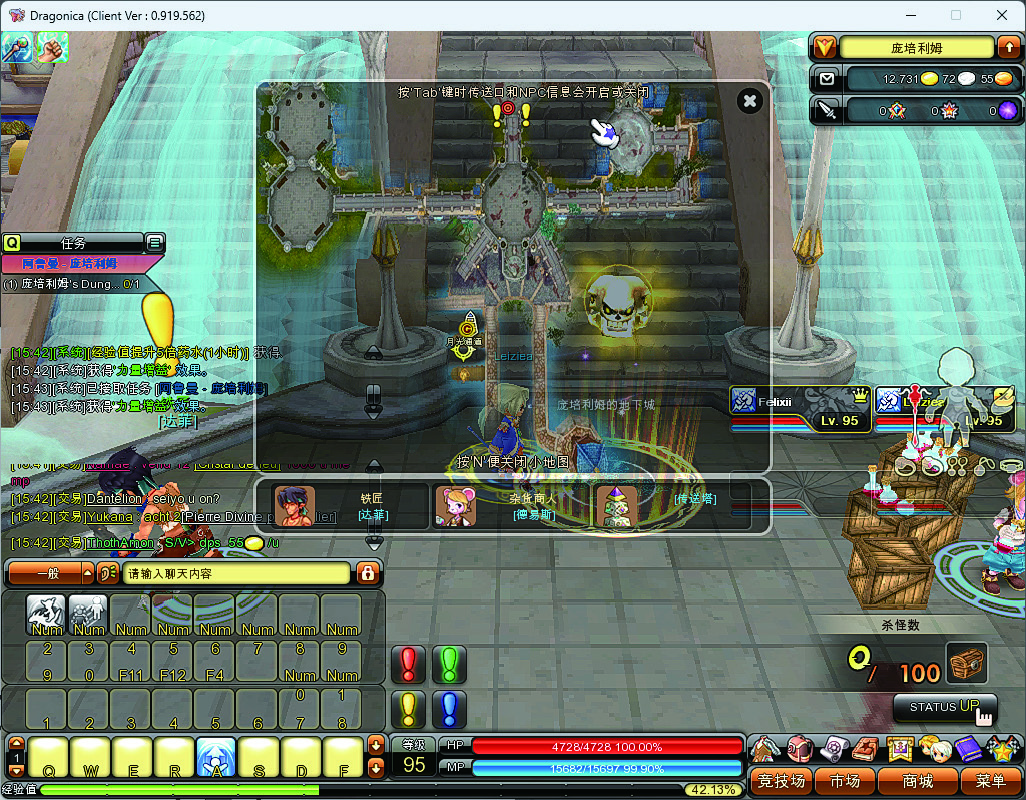 Dragonica (Client Ver : 0.919.562)
庞培利姆
12,731 72 55
0 0 0
按'Tab'键时传送口和NPC信息会开启或关闭
Q 任务
阿鲁曼 - 庞培利姆
(1) 庞培利姆's Dung... 0/1
月光通道
Leiziea
庞培利姆的地下城
[15:42][系统][经验值提升5倍药水(1小时)] 获得.
[15:42][系统]获得'力量增益'效果。
[15:43][系统]已接取任务 [阿鲁曼 - 庞培利姆]
[15:43][系统]获得'力量增益'效果。
[达菲]
Felixii
Lv. 95
Leiziea
Lv. 95
按'N'便关闭小地图
铁匠
[达菲]
杂货商人
[德易斯]
[传送塔]
mp
[15:42][交易]Dantelion : seiyo u on?
[15:42][交易]Yukana : acht 2[Pierre Divine
[15:42][交易]ThothAmon : S/V> dps 55 /u
一般
请输入聊天内容
Num Num Num Num Num Num Num Num
2 3 4 5 6 7 8 9
9 0 F11 F12 F4 Num Num
0 1
1 2 3 4 5 6 7 8
杀怪数
0/ 100
STATUS UP
1
Q W E R A S D F
等级
95
HP 4728/4728 100.00%
MP 15682/15697 99.90%
经验值
42.13%
竞技场 市场 商城 菜单